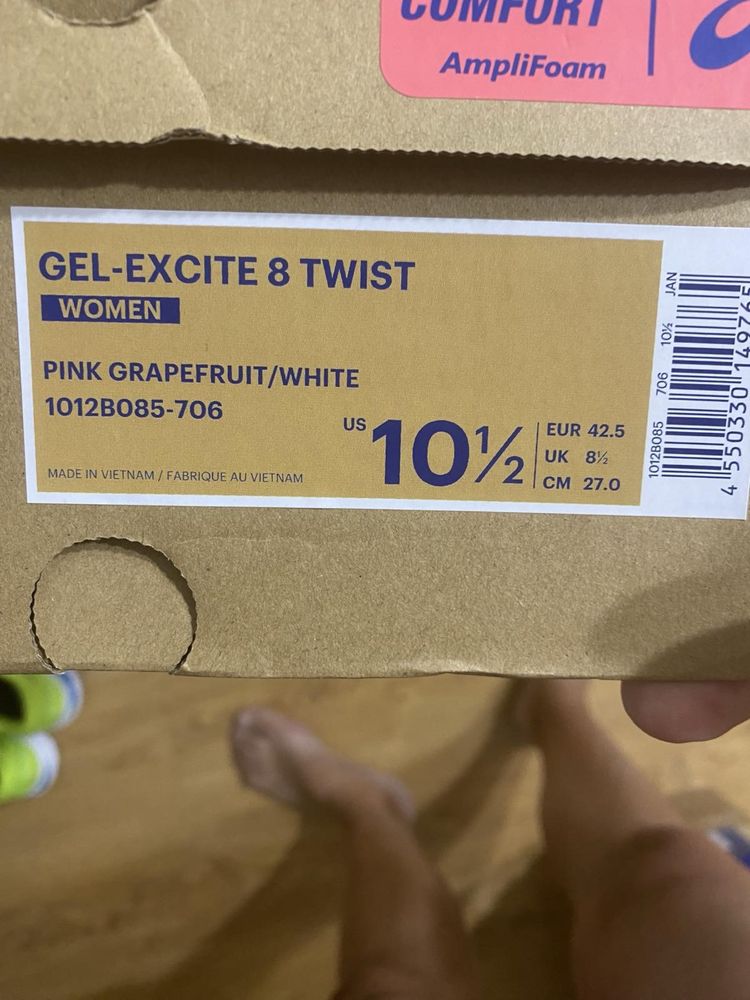 COMFORT
AmpliFoam
GEL-EXCITE 8 TWIST
WOMEN
PINK GRAPEFRUIT/WHITE
1012B085-706
US 10½
EUR 42.5
UK 8½
CM 27.0
MADE IN VIETNAM / FABRIQUE AU VIETNAM
1012B085 706 10½ JAN
4 550330 149765